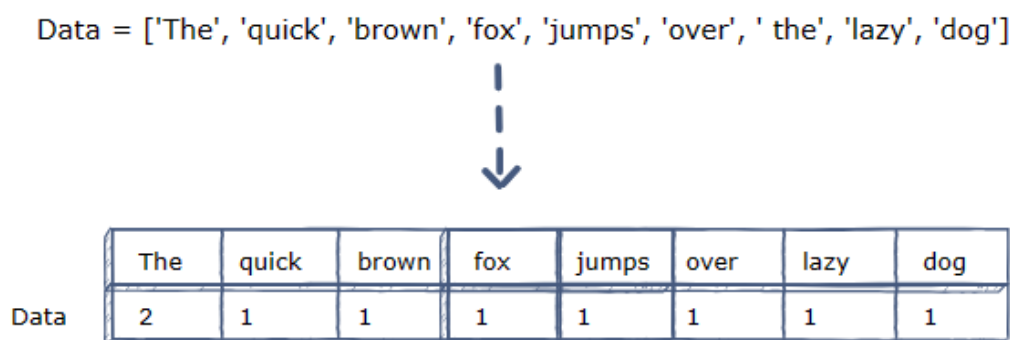 Data = ['The', 'quick', 'brown', 'fox', 'jumps', 'over', ' the', 'lazy', 'dog']
The quick brown fox jumps over lazy dog
Data 2 1 1 1 1 1 1 1